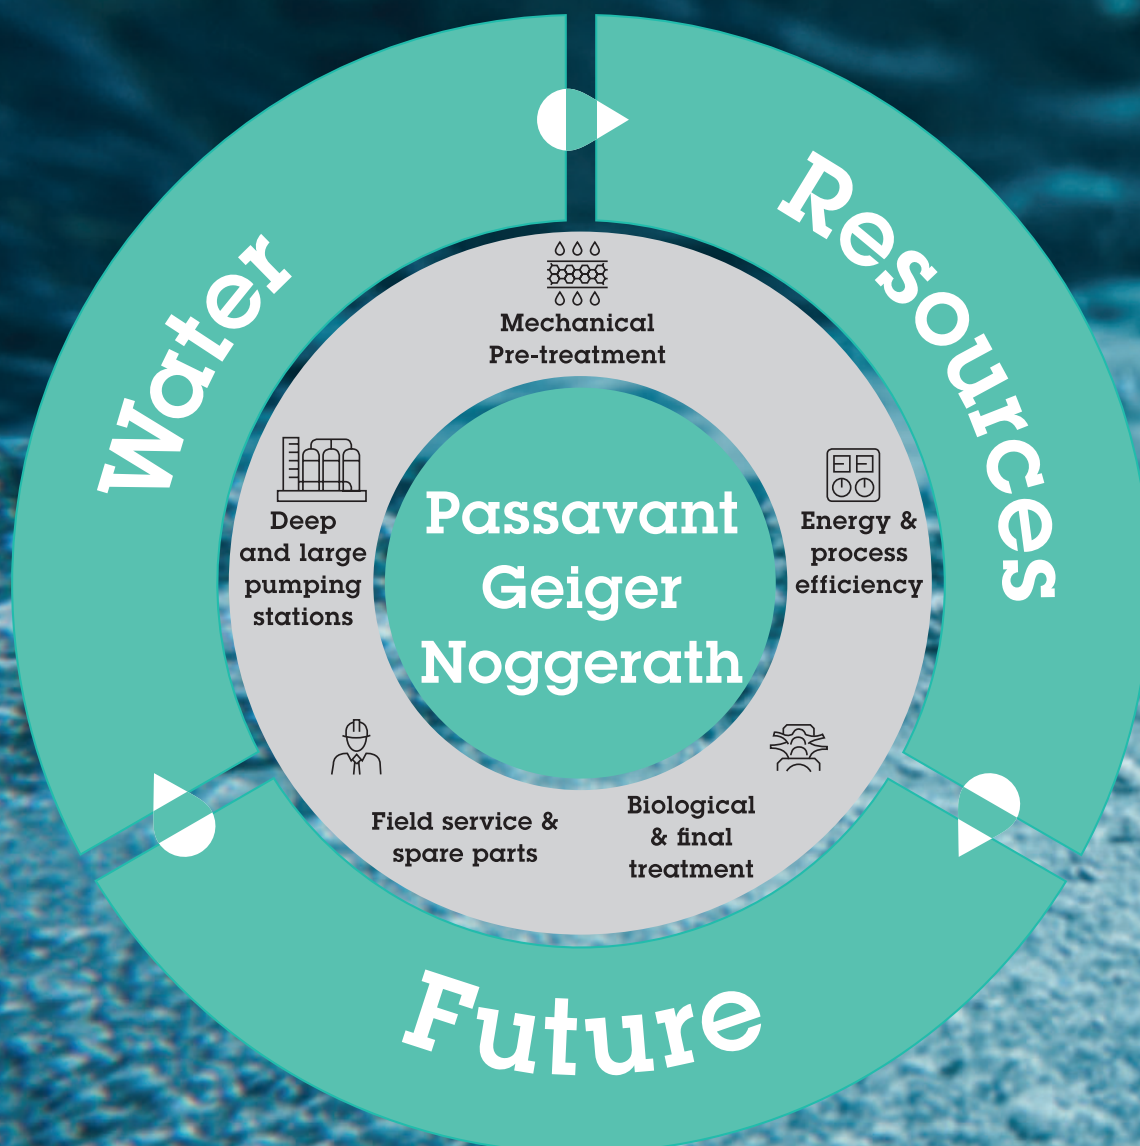 Water
Resources
Future
Mechanical
Pre-treatment
Deep
and large
pumping
stations
Energy &
process
efficiency
Passavant
Geiger
Noggerath
Field service &
spare parts
Biological
& final
treatment